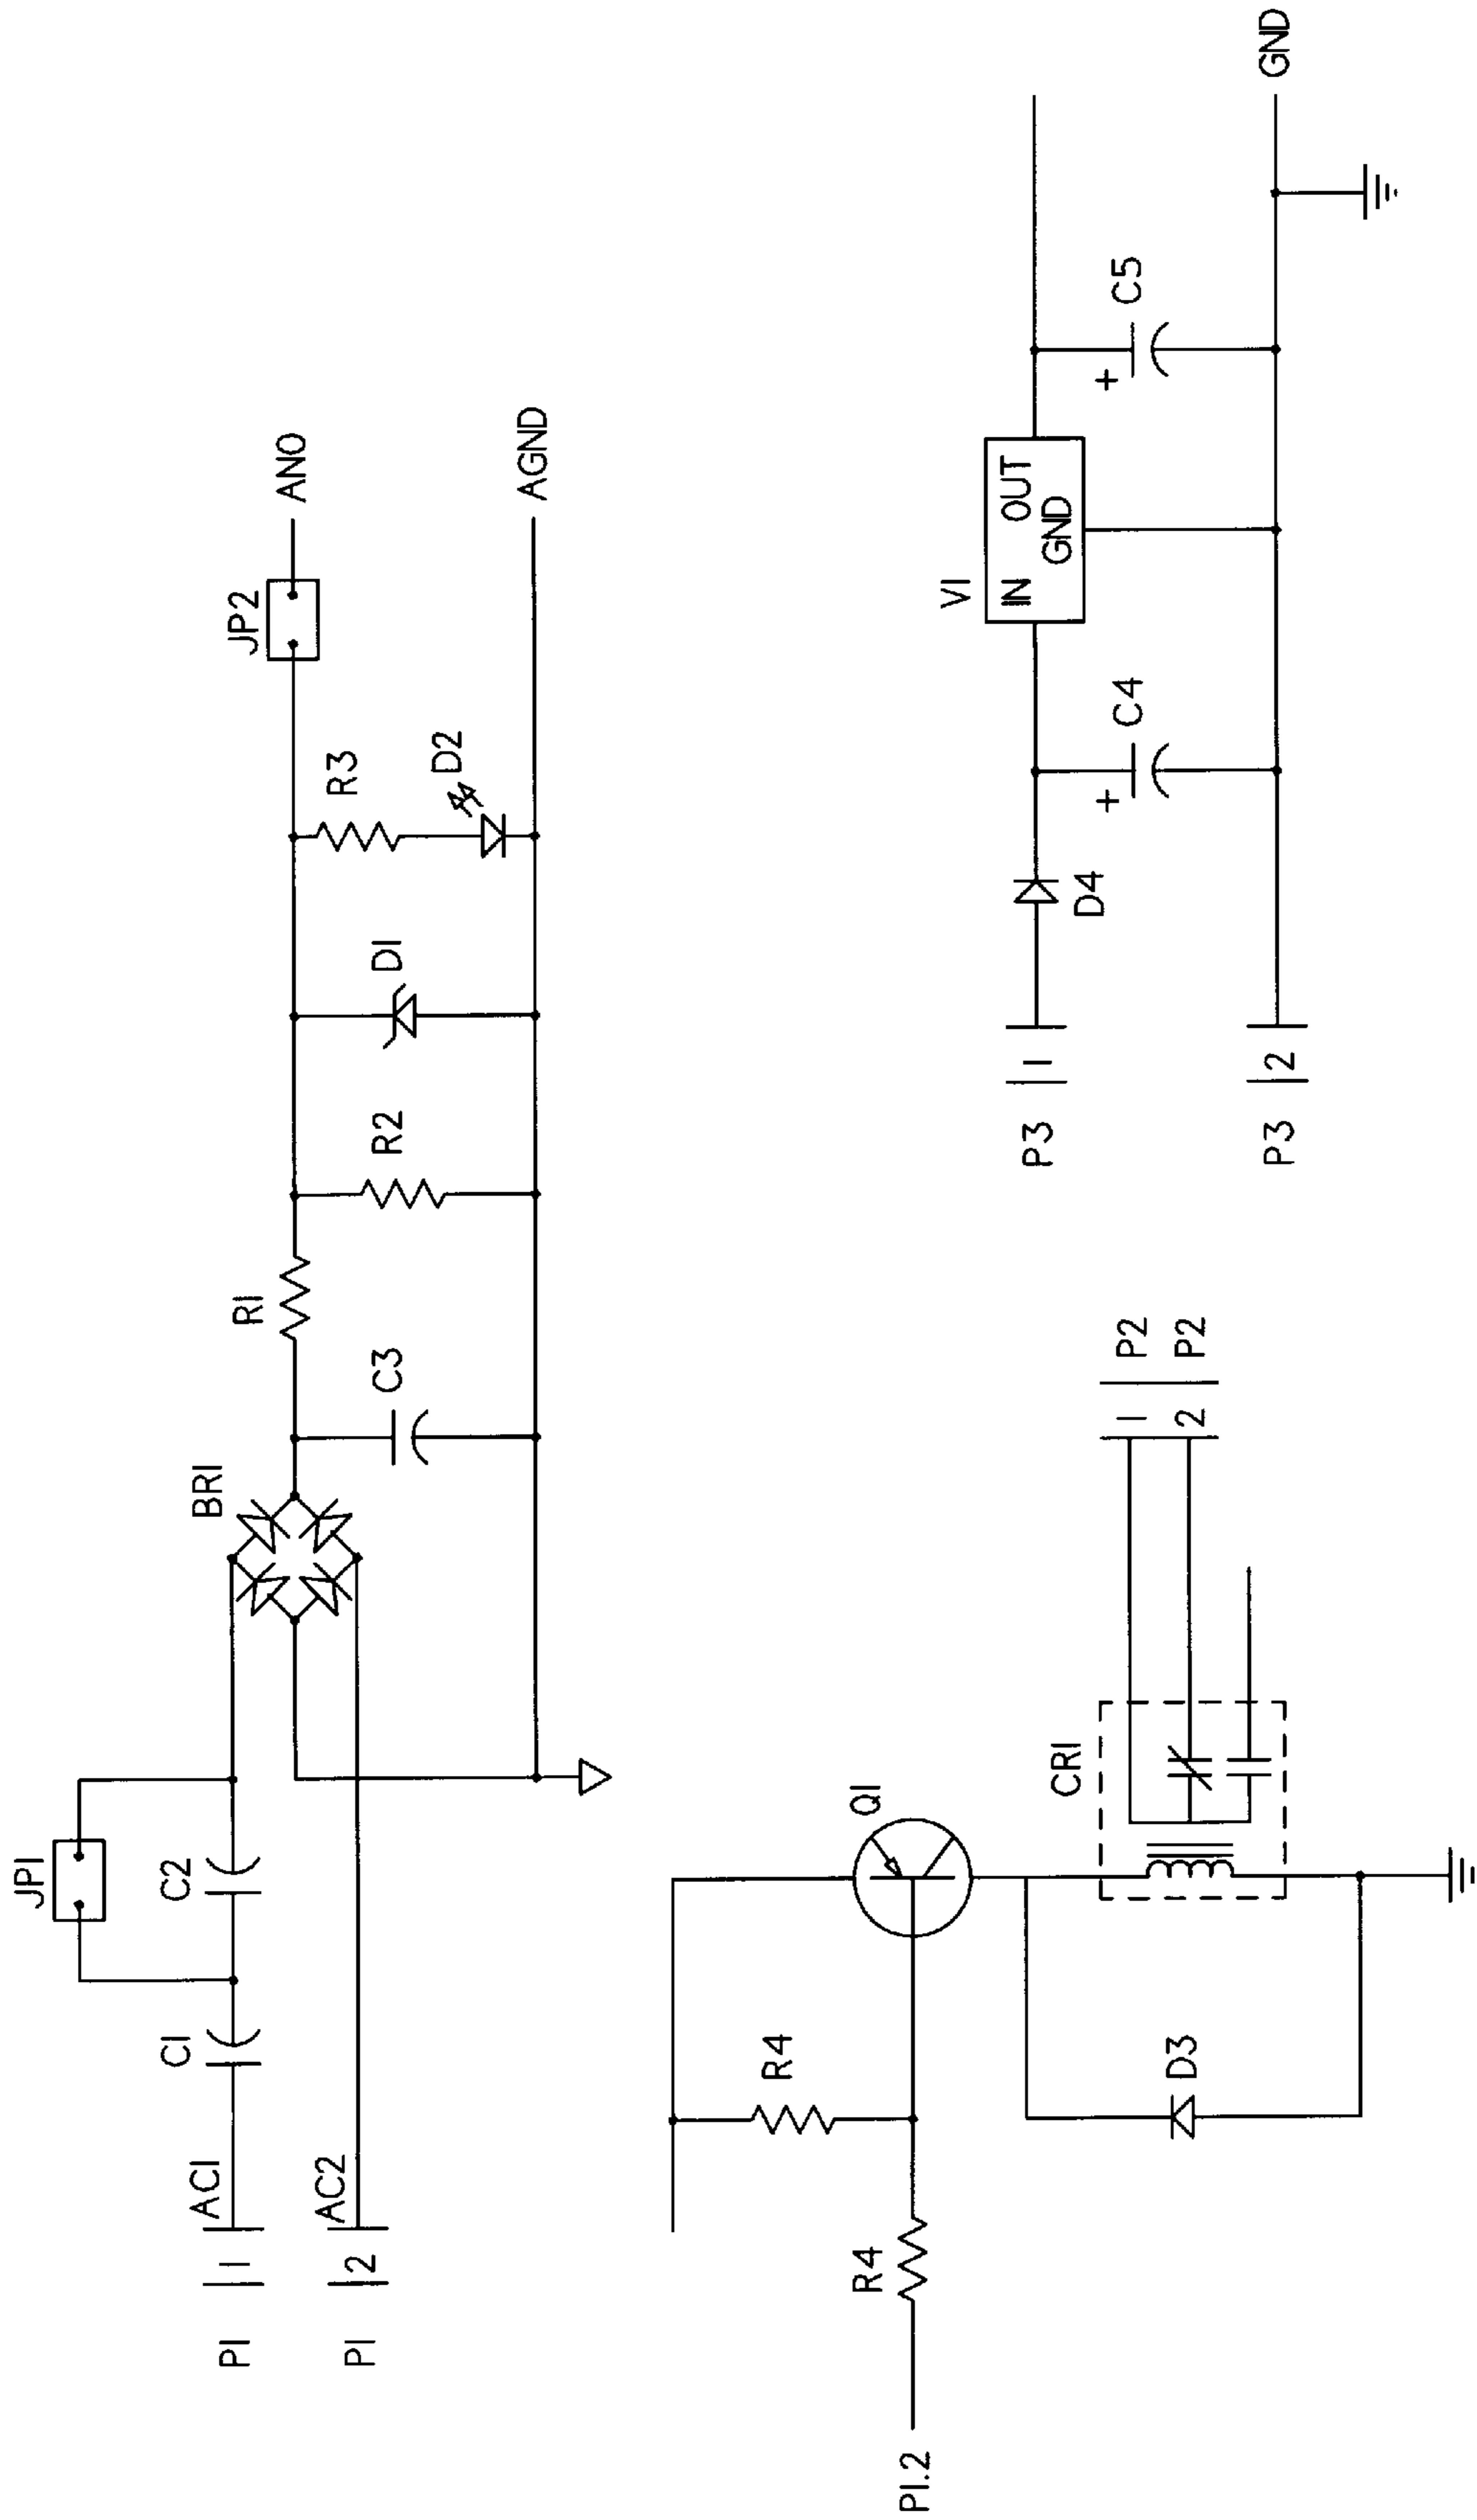 JP1
C1
C2
P1
1
AC1
BR1
P1
2
AC2
C3
R1
R2
D1
R3
D2
JP2
AN0
AGND
R4
Q1
P1.2
R4
D3
CR1
1
P2
2
P2
P3
1
D4
C4
+
V1
IN
OUT
GND
C5
+
P3
2
GND